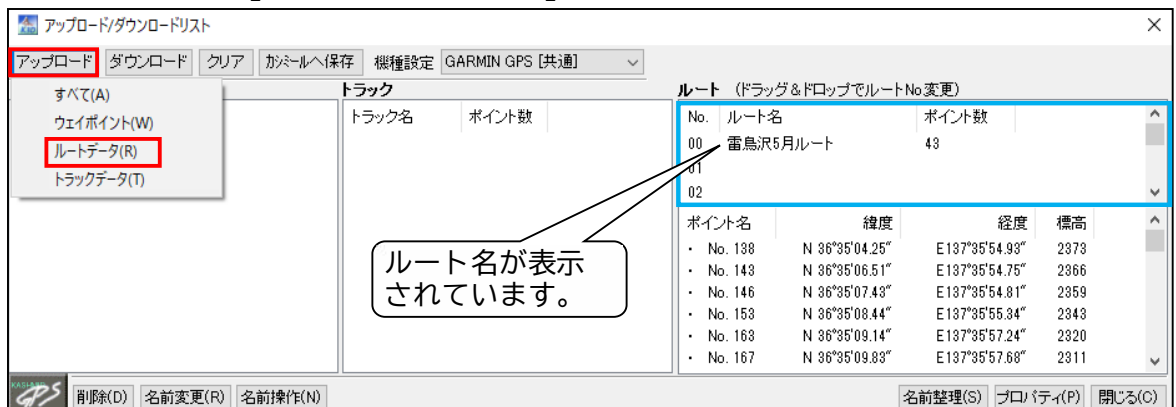 アップロード/ダウンロードリスト
アップロード ダウンロード クリア カシミールへ保存 機種設定 GARMIN GPS [共通]
すべて(A)
ウェイポイント(W)
ルートデータ(R)
トラックデータ(T)
トラック
トラック名 ポイント数
ルート (ドラッグ&ドロップでルートNo変更)
No. ルート名 ポイント数
00 雷鳥沢5月ルート 43
01
02
ルート名が表示
されています。
ポイント名 緯度 経度 標高
・ No. 138 N 36°35'04.25" E137°35'54.93" 2373
・ No. 143 N 36°35'06.51" E137°35'54.75" 2366
・ No. 146 N 36°35'07.43" E137°35'54.81" 2359
・ No. 153 N 36°35'08.44" E137°35'55.34" 2343
・ No. 163 N 36°35'09.14" E137°35'57.24" 2320
・ No. 167 N 36°35'09.83" E137°35'57.68" 2311
GPS 削除(D) 名前変更(R) 名前操作(N) 名前整理(S) プロパティ(P) 閉じる(C)